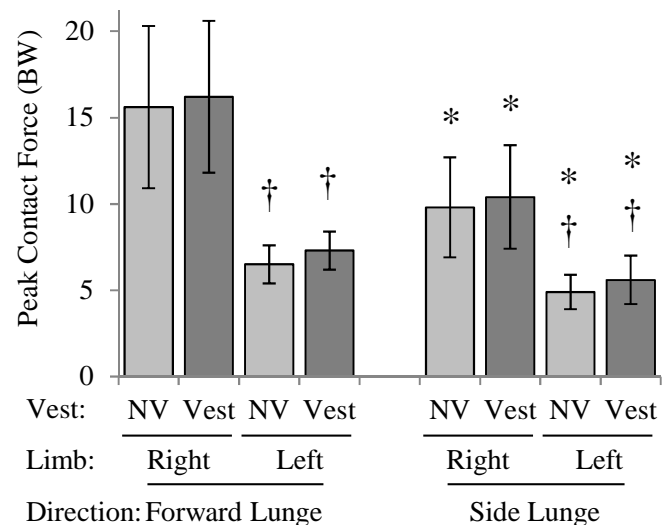 Peak Contact Force (BW)
20
15
10
5
0
† †
* *
* *
† †
Vest: NV Vest NV Vest NV Vest NV Vest
Limb: Right Left Right Left
Direction: Forward Lunge Side Lunge